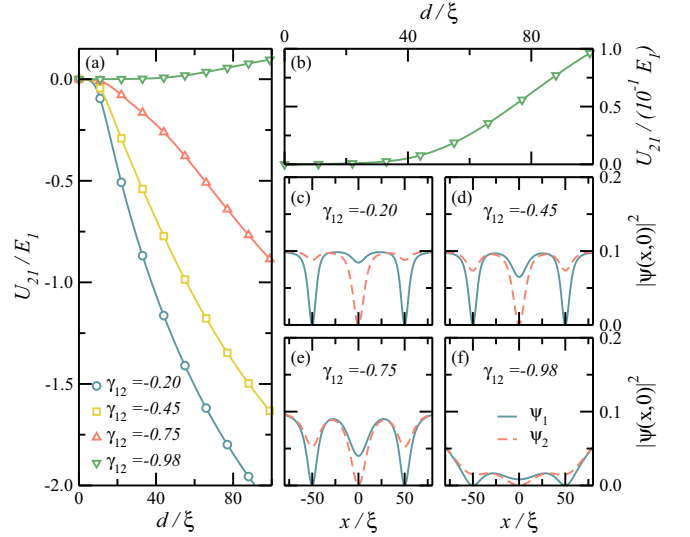 d / ξ
0 40 80
(a)
0.0
-0.5
-1.0
-1.5
-2.0
U21 / E1
γ12 =-0.20
γ12 =-0.45
γ12 =-0.75
γ12 =-0.98
0 40 80
d / ξ
(b)
1.0
0.5
0.0
U21 / (10^-1 E1)
(c)
γ12 =-0.20
(d)
γ12 =-0.45
0.2
0.1
0.0
|ψ(x,0)|^2
(e)
γ12 =-0.75
(f)
γ12 =-0.98
ψ1
ψ2
0.2
0.1
0.0
|ψ(x,0)|^2
-50 0 50
-50 0 50
x / ξ
x / ξ